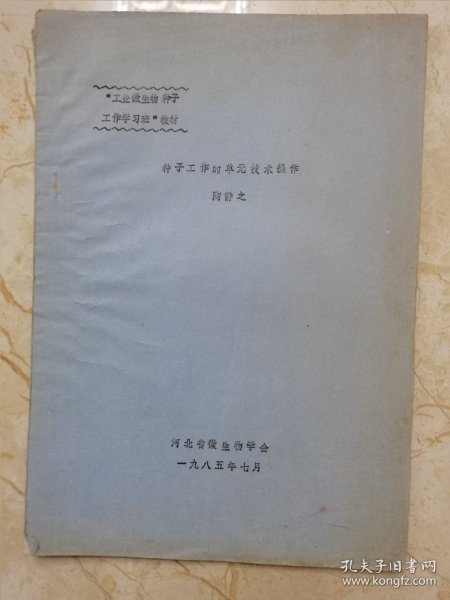 “工业微生物种子
工作学习班”教材
种子工作的单元技术操作
陶静之
河北省微生物学会
一九八五年七月
孔夫子旧书网
www.kongfz.com